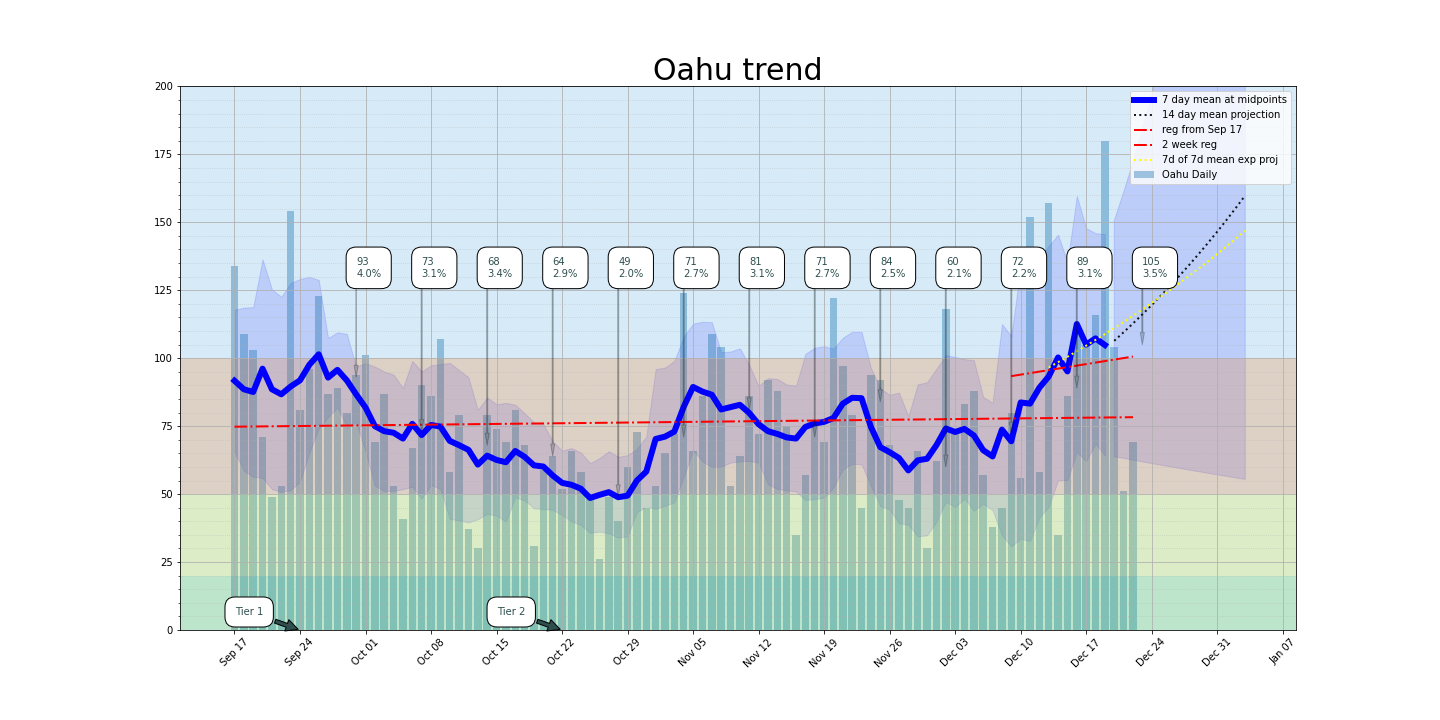 Oahu trend
200
175
150
125
100
75
50
25
0
7 day mean at midpoints
14 day mean projection
reg from Sep 17
2 week reg
7d of 7d mean exp proj
Oahu Daily
93
4.0%
73
3.1%
68
3.4%
64
2.9%
49
2.0%
71
2.7%
81
3.1%
71
2.7%
84
2.5%
60
2.1%
72
2.2%
89
3.1%
105
3.5%
Tier 1
Tier 2
Sep 17
Sep 24
Oct 01
Oct 08
Oct 15
Oct 22
Oct 29
Nov 05
Nov 12
Nov 19
Nov 26
Dec 03
Dec 10
Dec 17
Dec 24
Dec 31
Jan 07